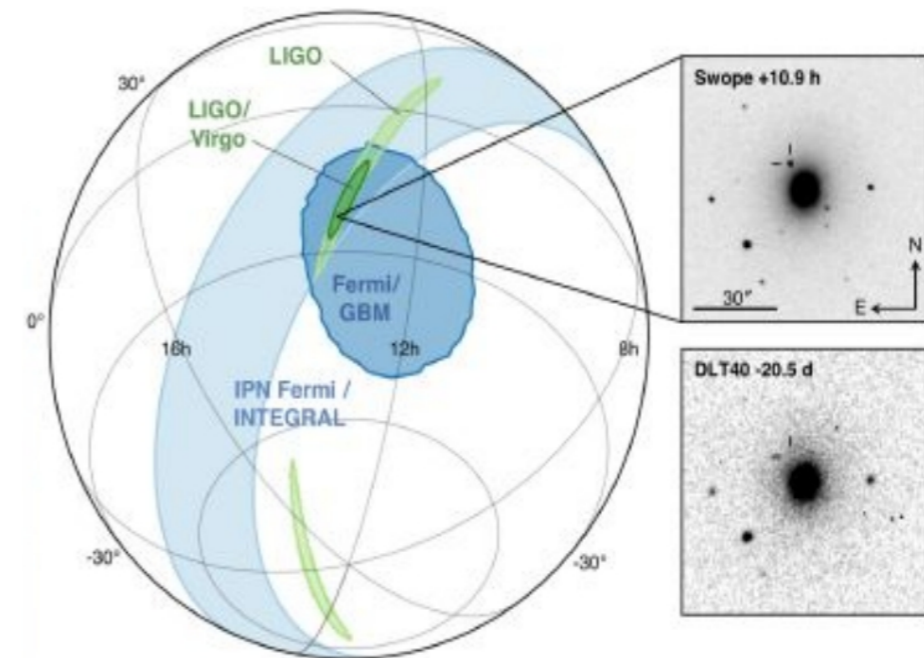 LIGO
LIGO/
Virgo
30°
0°
16h
12h
8h
Fermi/
GBM
IPN Fermi /
INTEGRAL
-30°
-30°
Swope +10.9 h
N
E
30"
DLT40 -20.5 d